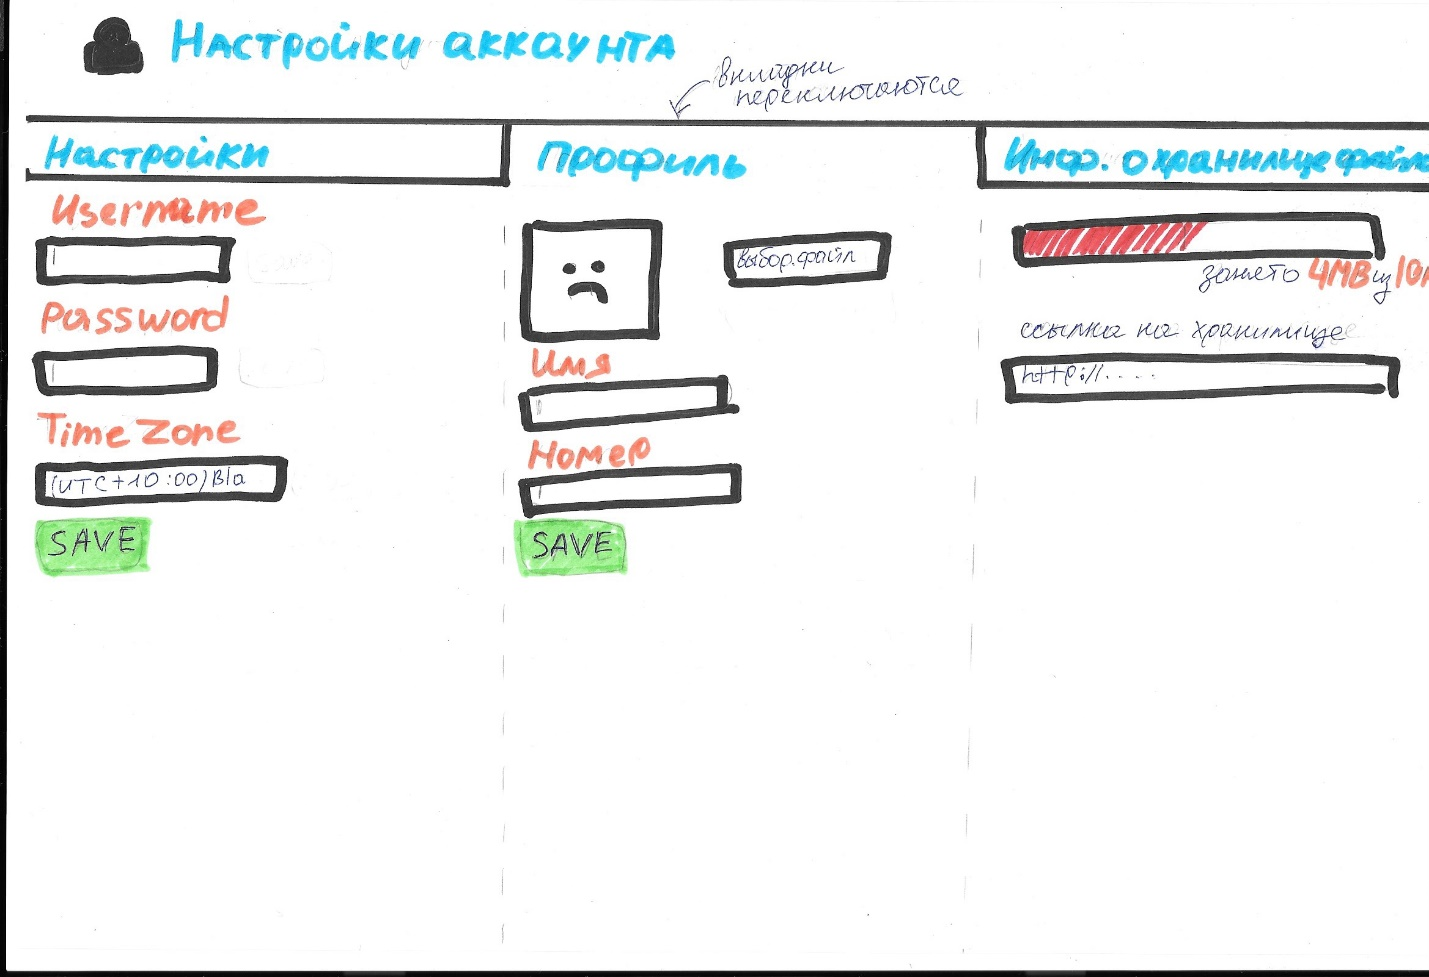 Настройки аккаунта
вкладки
переключаются
Настройки
Username
Password
Time Zone
(UTC+10:00)Bla
SAVE
Профиль
выбор.файл
Имя
Номер
SAVE
Инф. о хранилище
занято 4MB из 10
ссылка на хранилище
http://....